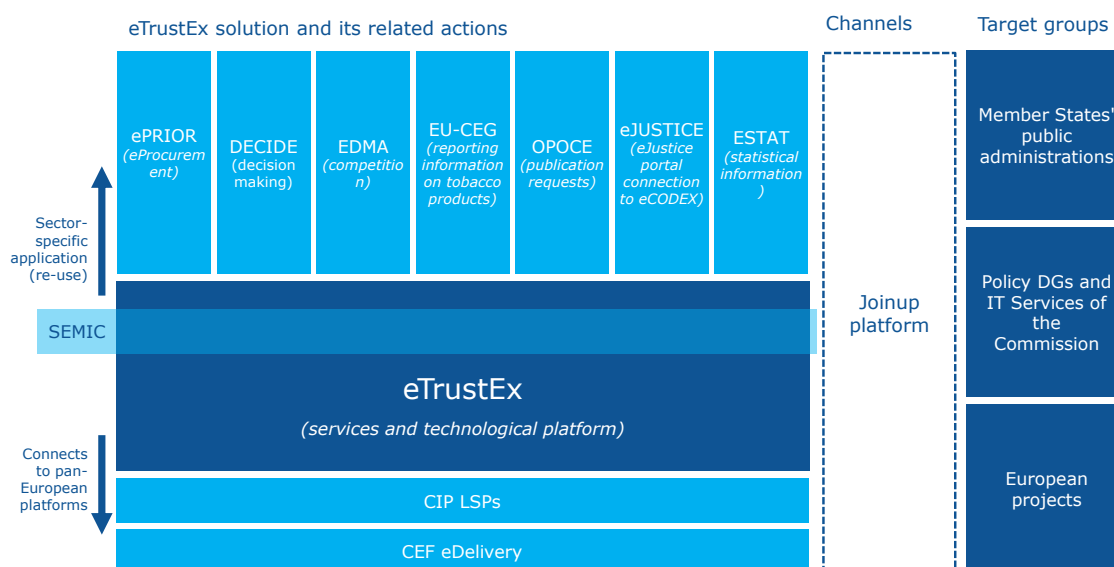 eTrustEx solution and its related actions
Channels
Target groups
ePRIOR
(eProcurem
ent)
DECIDE
(decision
making)
EDMA
(competitio
n)
EU-CEG
(reporting
information
on tobacco
products)
OPOCE
(publication
requests)
eJUSTICE
(eJustice
portal
connection
to eCODEX)
ESTAT
(statistical
information
)
Sector-
specific
application
(re-use)
SEMIC
eTrustEx
(services and technological platform)
Connects
to pan-
European
platforms
CIP LSPs
CEF eDelivery
Joinup
platform
Member States'
public
administrations
Policy DGs and
IT Services of
the
Commission
European
projects